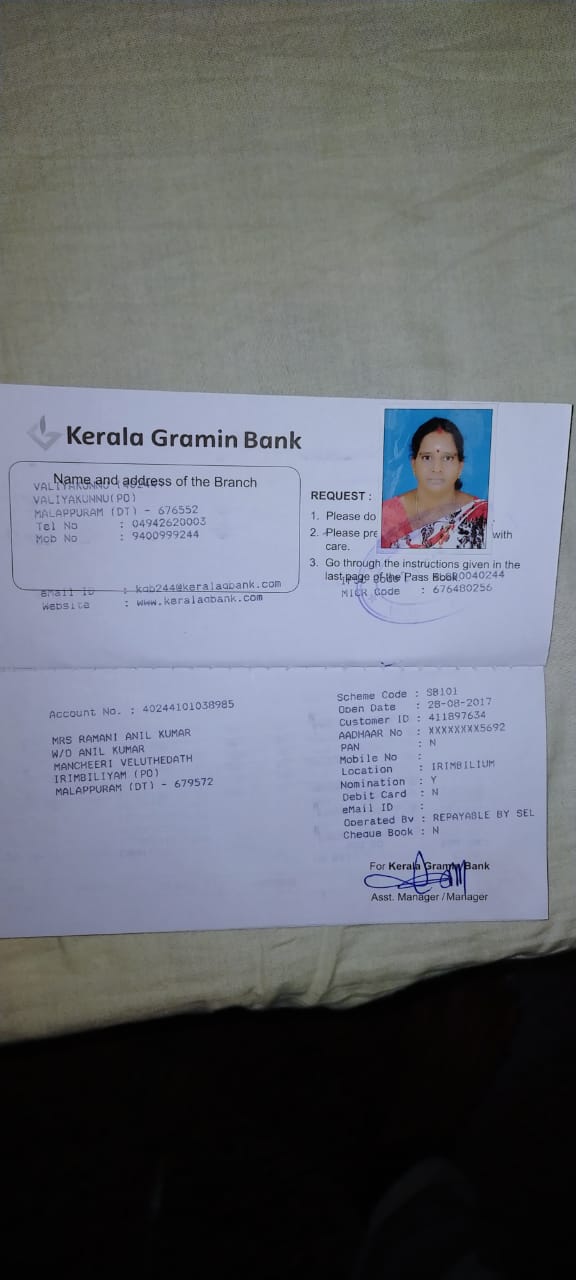 Kerala Gramin Bank
Name and address of the Branch
VALIYAKUNNU
VALIYAKUNNU(PO)
MALAPPURAM (DT) - 676552
Tel No : 04942620003
Mob No : 9400999244
eMail ID : kgb244@keralagbank.com
Website : www.keralagbank.com
REQUEST :
1. Please do
2. Please pre with
care.
3. Go through the instructions given in the
last page of the Pass Book
0040244
MICR Code : 676480256
Account No. : 40244101038985
MRS RAMANI ANIL KUMAR
W/O ANIL KUMAR
MANCHEERI VELUTHEDATH
IRIMBILIYAM (PO)
MALAPPURAM (DT) - 679572
Scheme Code : SB101
Open Date : 28-08-2017
Customer ID : 411897634
AADHAAR No : XXXXXXXX5692
PAN : N
Mobile No :
Location : IRIMBILIUM
Nomination : Y
Debit Card : N
eMail ID :
Operated By : REPAYABLE BY SEL
Cheque Book : N
For Kerala Gramin Bank
Asst. Manager / Manager